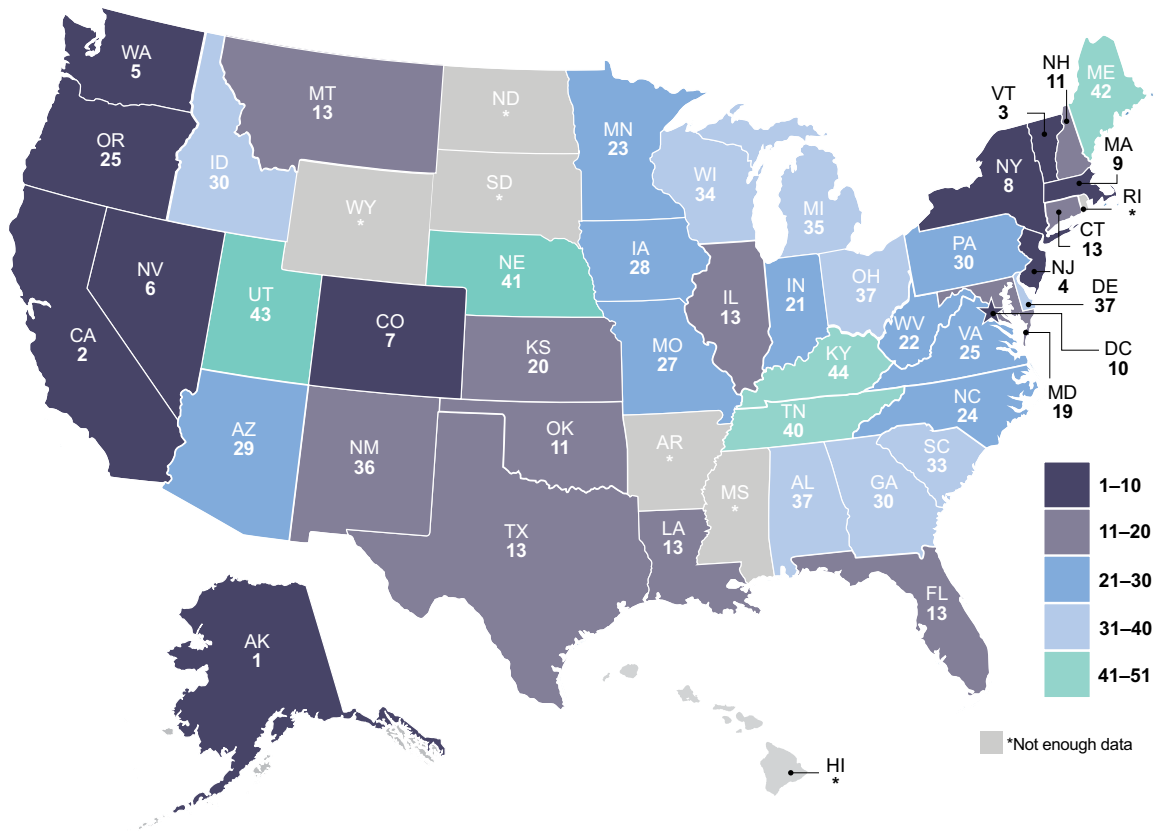 WA
5
OR
25
CA
2
NV
6
ID
30
MT
13
WY
*
UT
43
AZ
29
CO
7
NM
36
ND
*
SD
*
NE
41
KS
20
OK
11
TX
13
MN
23
IA
28
MO
27
AR
*
LA
13
WI
34
IL
13
MS
*
MI
35
IN
21
OH
37
KY
44
TN
40
AL
37
GA
30
FL
13
SC
33
NC
24
VA
25
WV
22
PA
30
NY
8
VT
3
NH
11
ME
42
MA
9
RI
*
CT
13
NJ
4
DE
37
DC
10
MD
19
AK
1
HI
*
1–10
11–20
21–30
31–40
41–51
*Not enough data